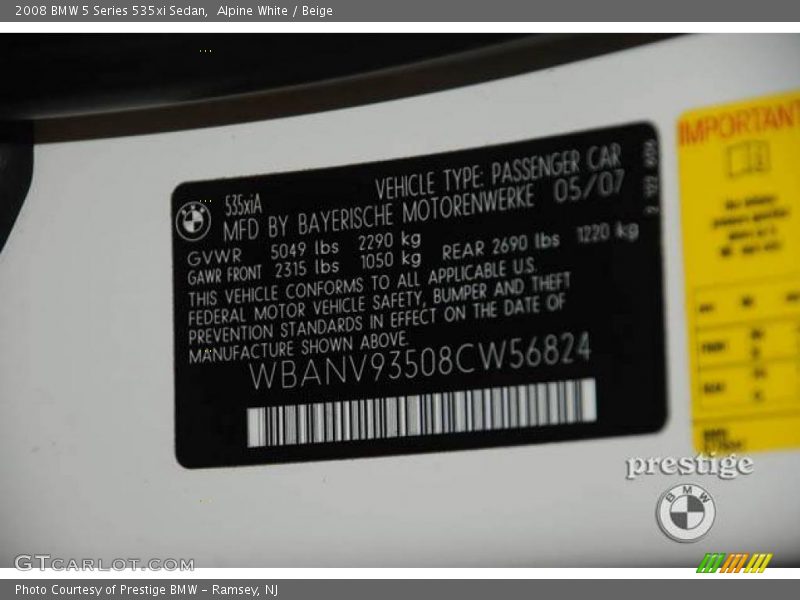 2008 BMW 5 Series 535xi Sedan, Alpine White / Beige
535xiA VEHICLE TYPE: PASSENGER CAR
MFD BY BAYERISCHE MOTORENWERKE 05/07
GVWR 5049 lbs 2290 kg
GAWR FRONT 2315 lbs 1050 kg REAR 2690 lbs 1220 kg
THIS VEHICLE CONFORMS TO ALL APPLICABLE U.S.
FEDERAL MOTOR VEHICLE SAFETY, BUMPER AND THEFT
PREVENTION STANDARDS IN EFFECT ON THE DATE OF
MANUFACTURE SHOWN ABOVE.
WBANV93508CW56824
IMPORTANT
prestige
BMW
GTCARLOT.COM
Photo Courtesy of Prestige BMW – Ramsey, NJ